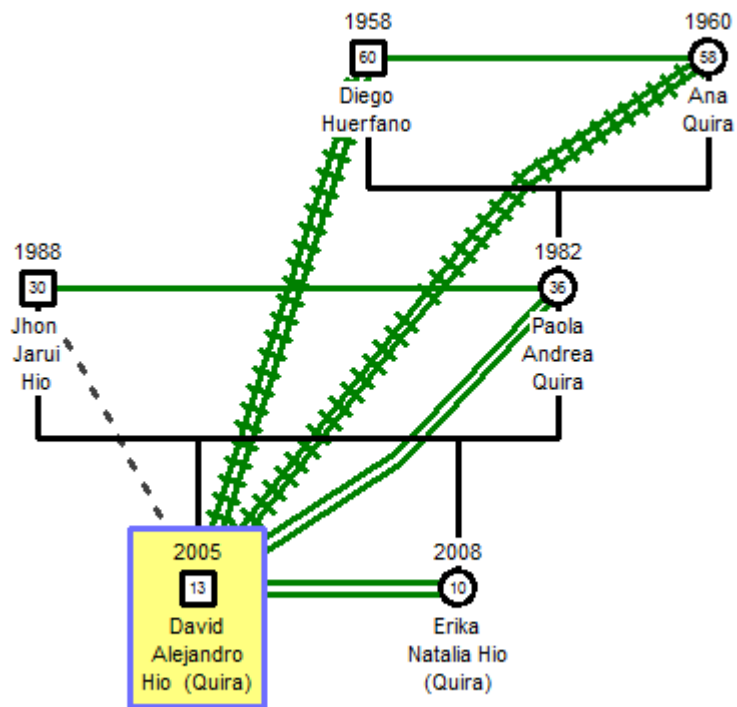 1958
60
Diego
Huerfano
1960
58
Ana
Quira
1988
30
Jhon
Jarui
Hio
1982
36
Paola
Andrea
Quira
2005
13
David
Alejandro
Hio (Quira)
2008
10
Erika
Natalia Hio
(Quira)